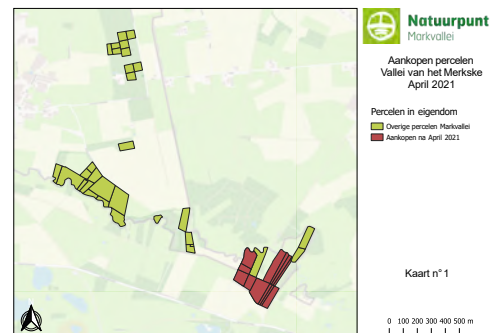 Natuurpunt
Markvallei
Aankopen percelen
Vallei van het Merkske
April 2021
Percelen in eigendom
Overige percelen Markvallei
Aankopen na April 2021
Kaart n° 1
0 100 200 300 400 500 m